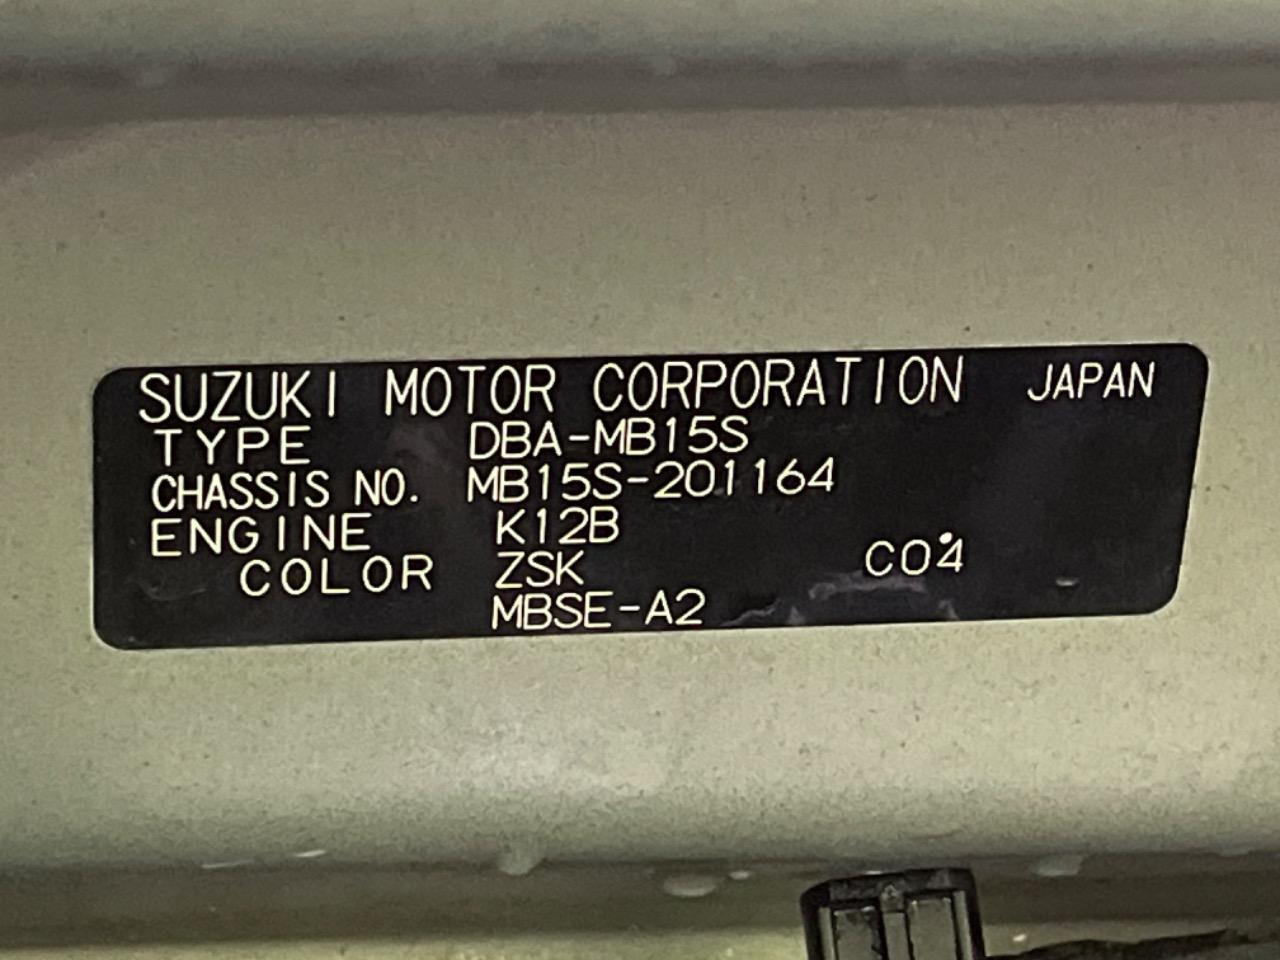 SUZUKI MOTOR CORPORATION JAPAN
TYPE DBA-MB15S
CHASSIS NO. MB15S-201164
ENGINE K12B
COLOR ZSK C04
MBSE-A2